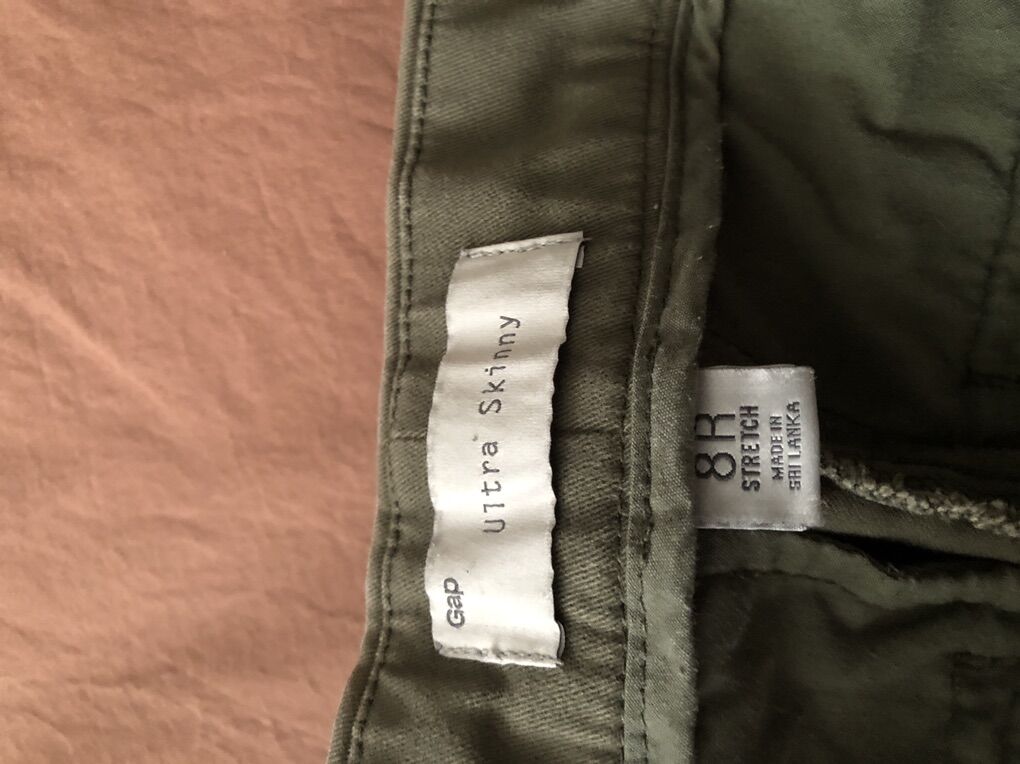 Gap
Ultra Skinny
8R
STRETCH
MADE IN
SRI LANKA